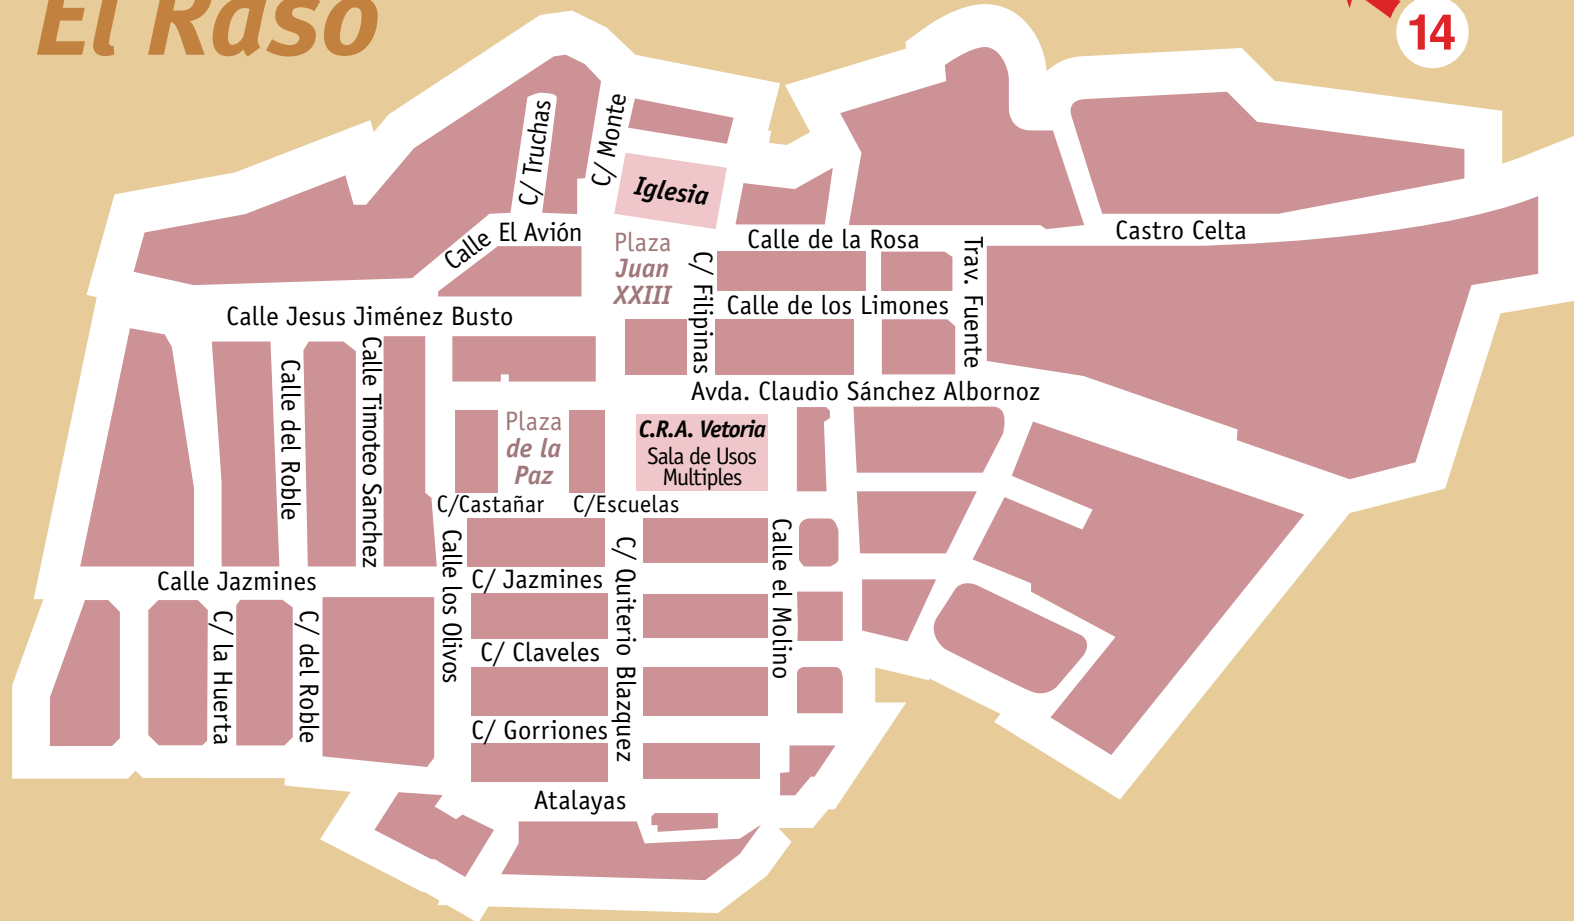 El Raso
14
C/ Truchas
C/ Monte
Iglesia
Calle El Avión
Plaza
Juan
XXIII
C/ Filipinas
Calle de la Rosa
Trav. Fuente
Castro Celta
Calle de los Limones
Calle Jesus Jiménez Busto
Calle del Roble
Calle Timoteo Sanchez
Avda. Claudio Sánchez Albornoz
Plaza
de la
Paz
C.R.A. Vetoria
Sala de Usos
Multiples
C/Castañar
C/Escuelas
Calle los Olivos
C/ Quiterio Blazquez
Calle el Molino
Calle Jazmines
C/ Jazmines
C/ la Huerta
C/ del Roble
C/ Claveles
C/ Gorriones
Atalayas